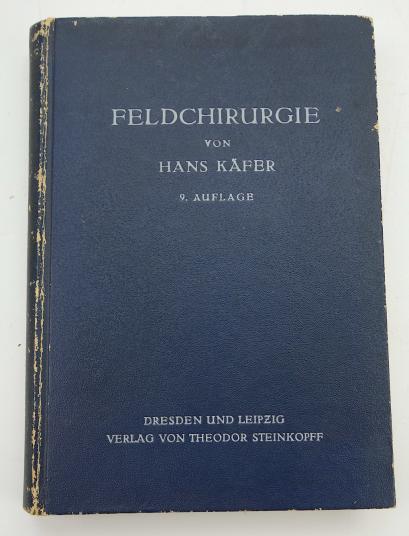 FELDCHIRURGIE
VON
HANS KÄFER
9. AUFLAGE
DRESDEN UND LEIPZIG
VERLAG VON THEODOR STEINKOPFF